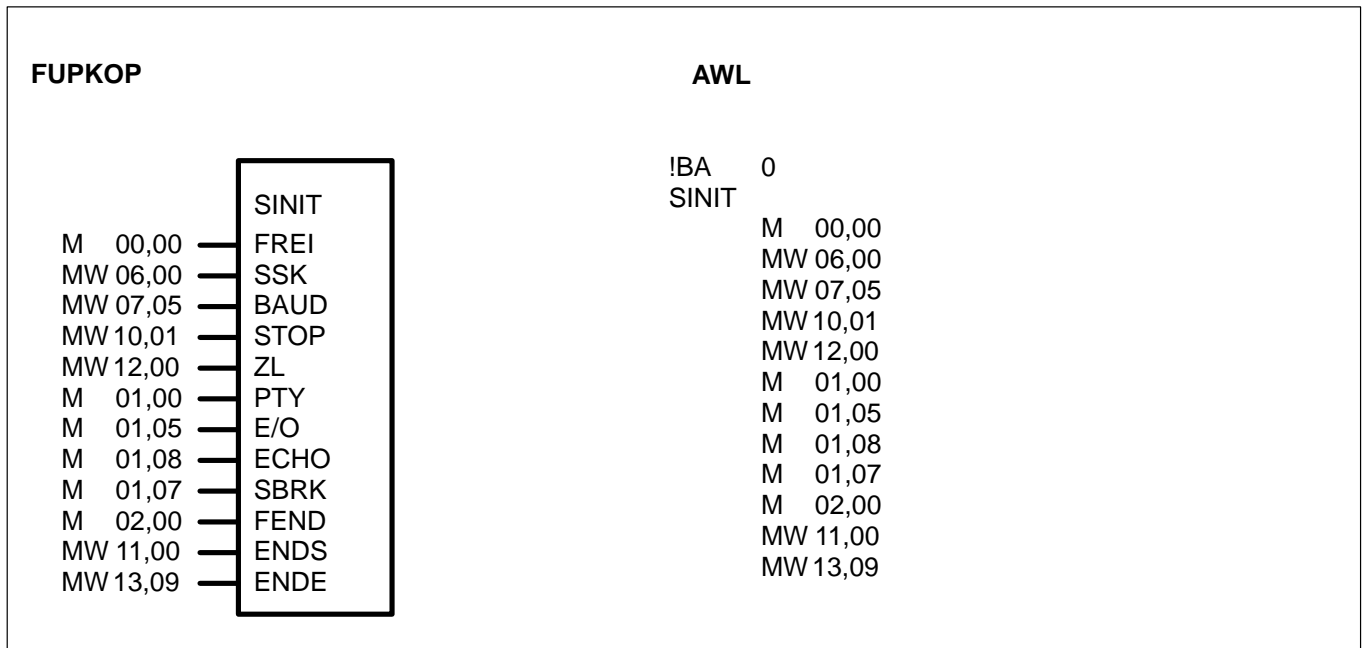 FUPKOP
AWL
SINIT
M 00,00 FREI
MW 06,00 SSK
MW 07,05 BAUD
MW 10,01 STOP
MW 12,00 ZL
M 01,00 PTY
M 01,05 E/O
M 01,08 ECHO
M 01,07 SBRK
M 02,00 FEND
MW 11,00 ENDS
MW 13,09 ENDE
!BA 0
SINIT
M 00,00
MW 06,00
MW 07,05
MW 10,01
MW 12,00
M 01,00
M 01,05
M 01,08
M 01,07
M 02,00
MW 11,00
MW 13,09